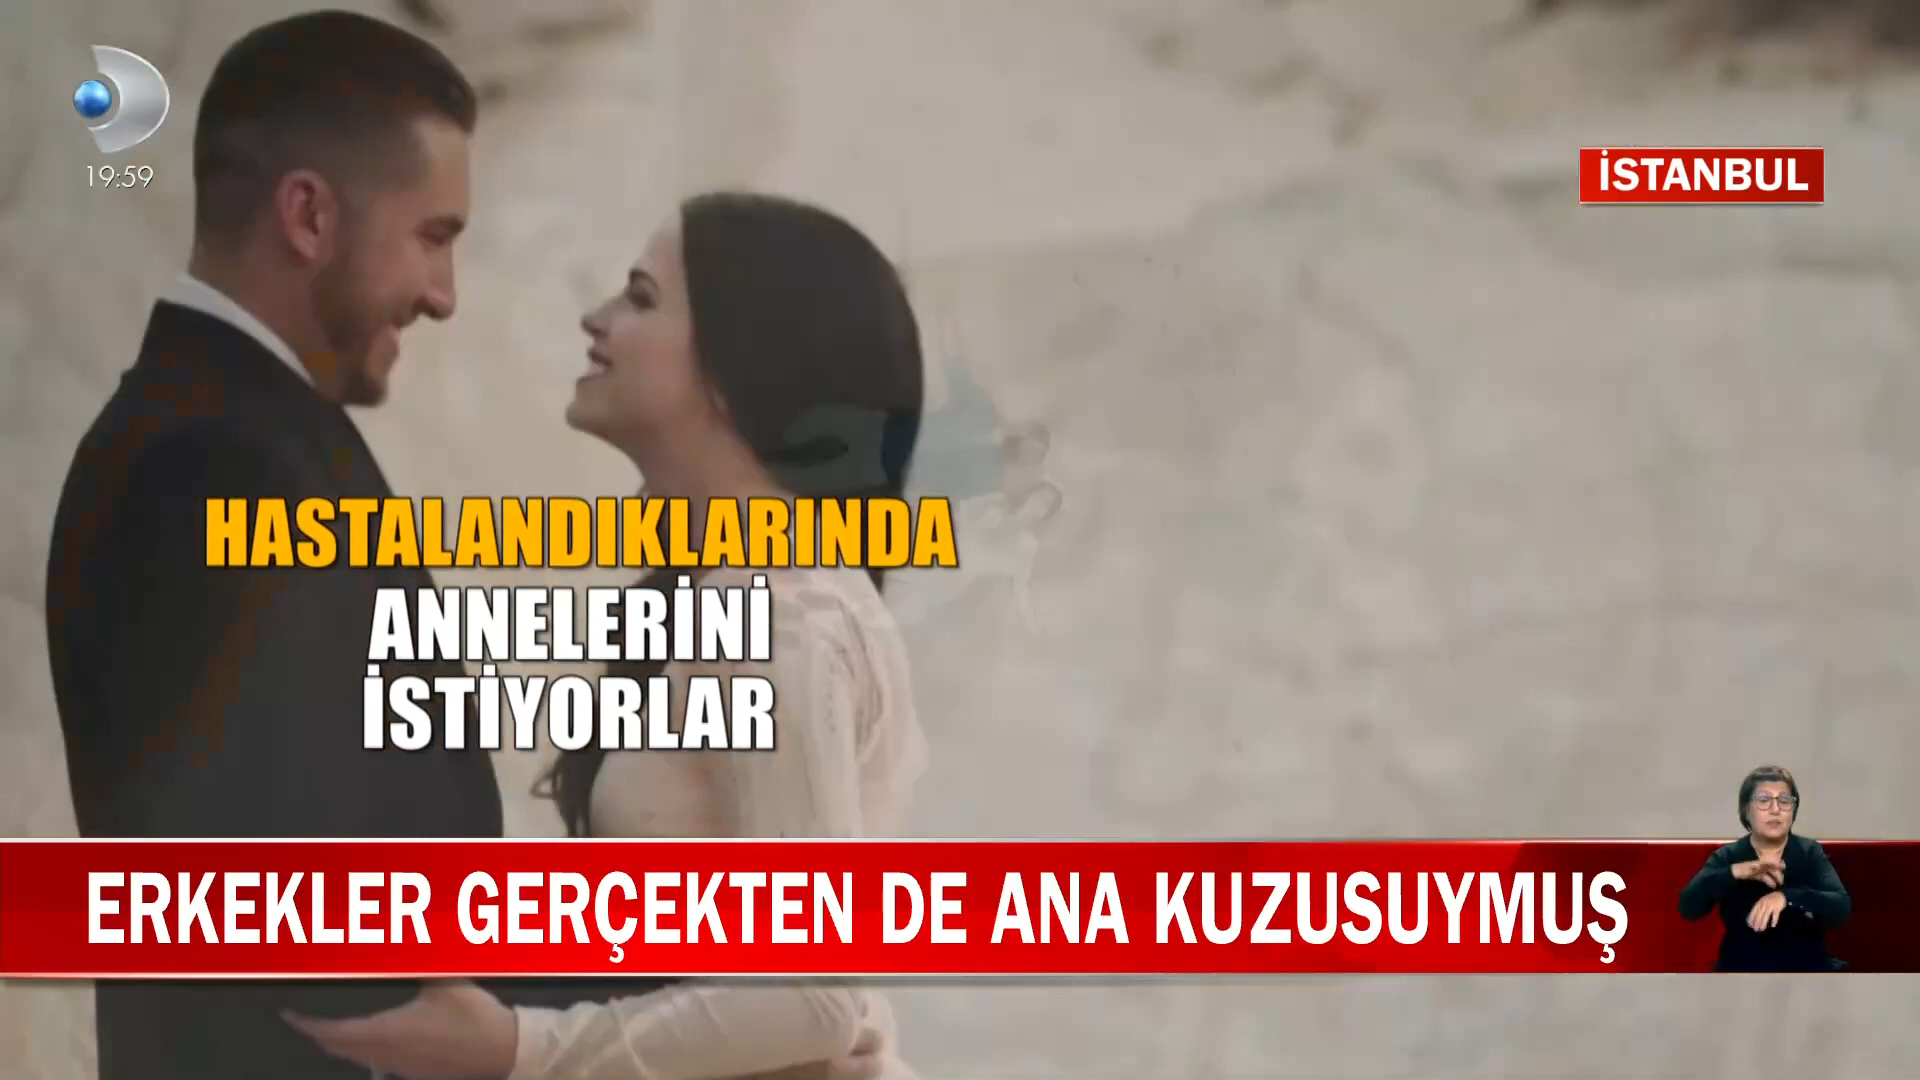 19:59
İSTANBUL
HASTALANDIKLARINDA
ANNELERİNİ
İSTİYORLAR
ERKEKLER GERÇEKTEN DE ANA KUZUSUYMUŞ